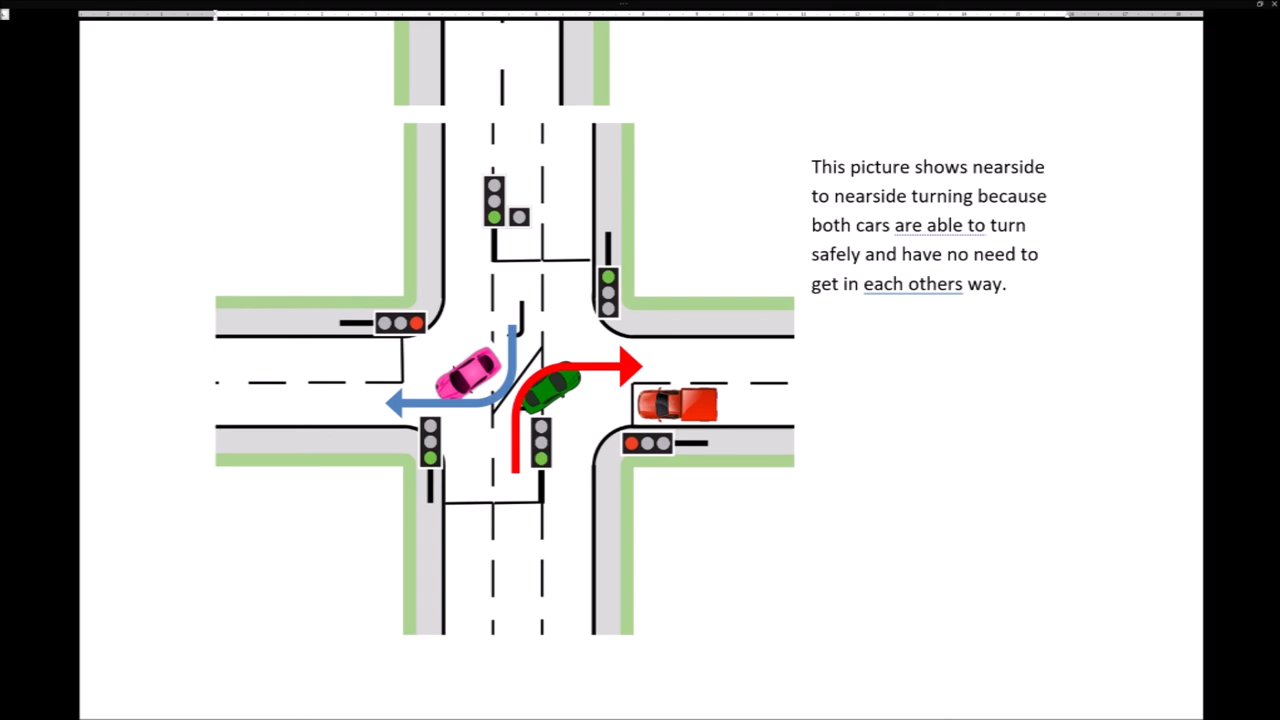 This picture shows nearside
to nearside turning because
both cars are able to turn
safely and have no need to
get in each others way.